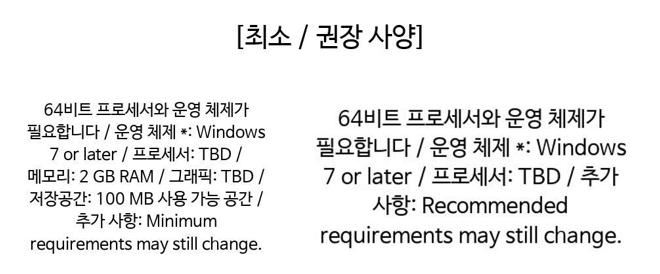 [최소 / 권장 사양]
64비트 프로세서와 운영 체제가
필요합니다 / 운영 체제 *: Windows
7 or later / 프로세서: TBD /
메모리: 2 GB RAM / 그래픽: TBD /
저장공간: 100 MB 사용 가능 공간 /
추가 사항: Minimum
requirements may still change.
64비트 프로세서와 운영 체제가
필요합니다 / 운영 체제 *: Windows
7 or later / 프로세서: TBD / 추가
사항: Recommended
requirements may still change.